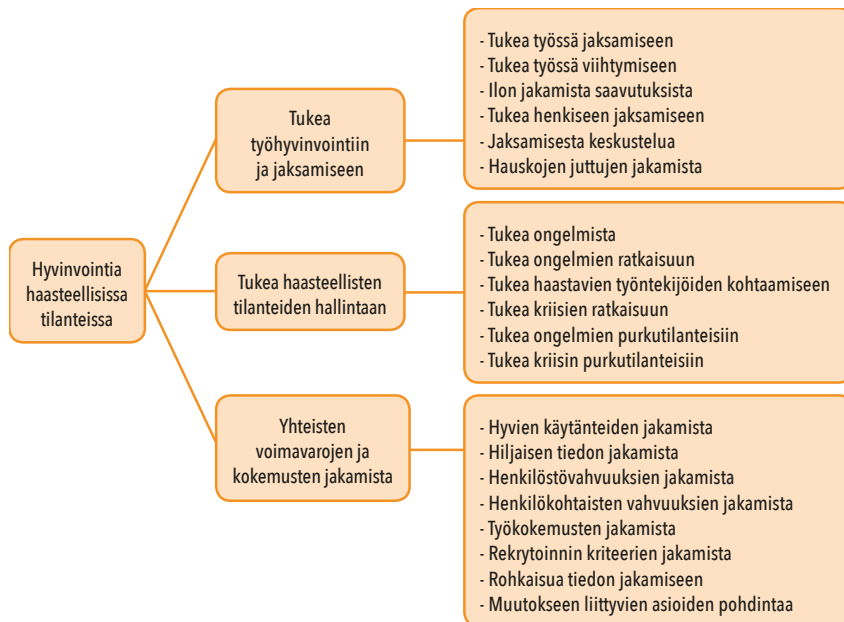 Hyvinvointia
haasteellisissa
tilanteissa
Tukea
työhyvinvointiin
ja jaksamiseen
- Tukea työssä jaksamiseen
- Tukea työssä viihtymiseen
- Ilon jakamista saavutuksista
- Tukea henkiseen jaksamiseen
- Jaksamisesta keskustelua
- Hauskojen juttujen jakamista
Tukea haasteellisten
tilanteiden hallintaan
- Tukea ongelmista
- Tukea ongelmien ratkaisuun
- Tukea haastavien työntekijöiden kohtaamiseen
- Tukea kriisien ratkaisuun
- Tukea ongelmien purkutilanteisiin
- Tukea kriisin purkutilanteisiin
Yhteisten
voimavarojen ja
kokemusten jakamista
- Hyvien käytänteiden jakamista
- Hiljaisen tiedon jakamista
- Henkilöstövahvuuksien jakamista
- Henkilökohtaisten vahvuuksien jakamista
- Työkokemusten jakamista
- Rekrytoinnin kriteerien jakamista
- Rohkaisua tiedon jakamiseen
- Muutokseen liittyvien asioiden pohdintaa